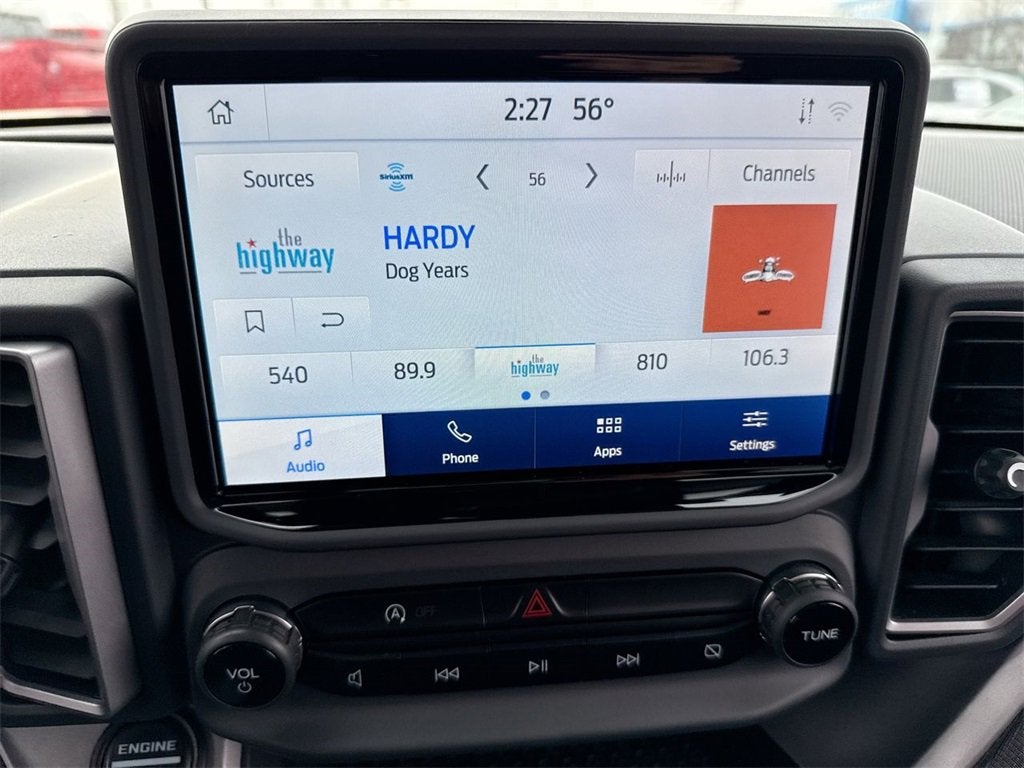 2:27 56°
Sources
SiriusXM
56
Channels
the
highway
HARDY
Dog Years
540
89.9
the
highway
810
106.3
Audio
Phone
Apps
Settings
A OFF
VOL
TUNE
ENGINE